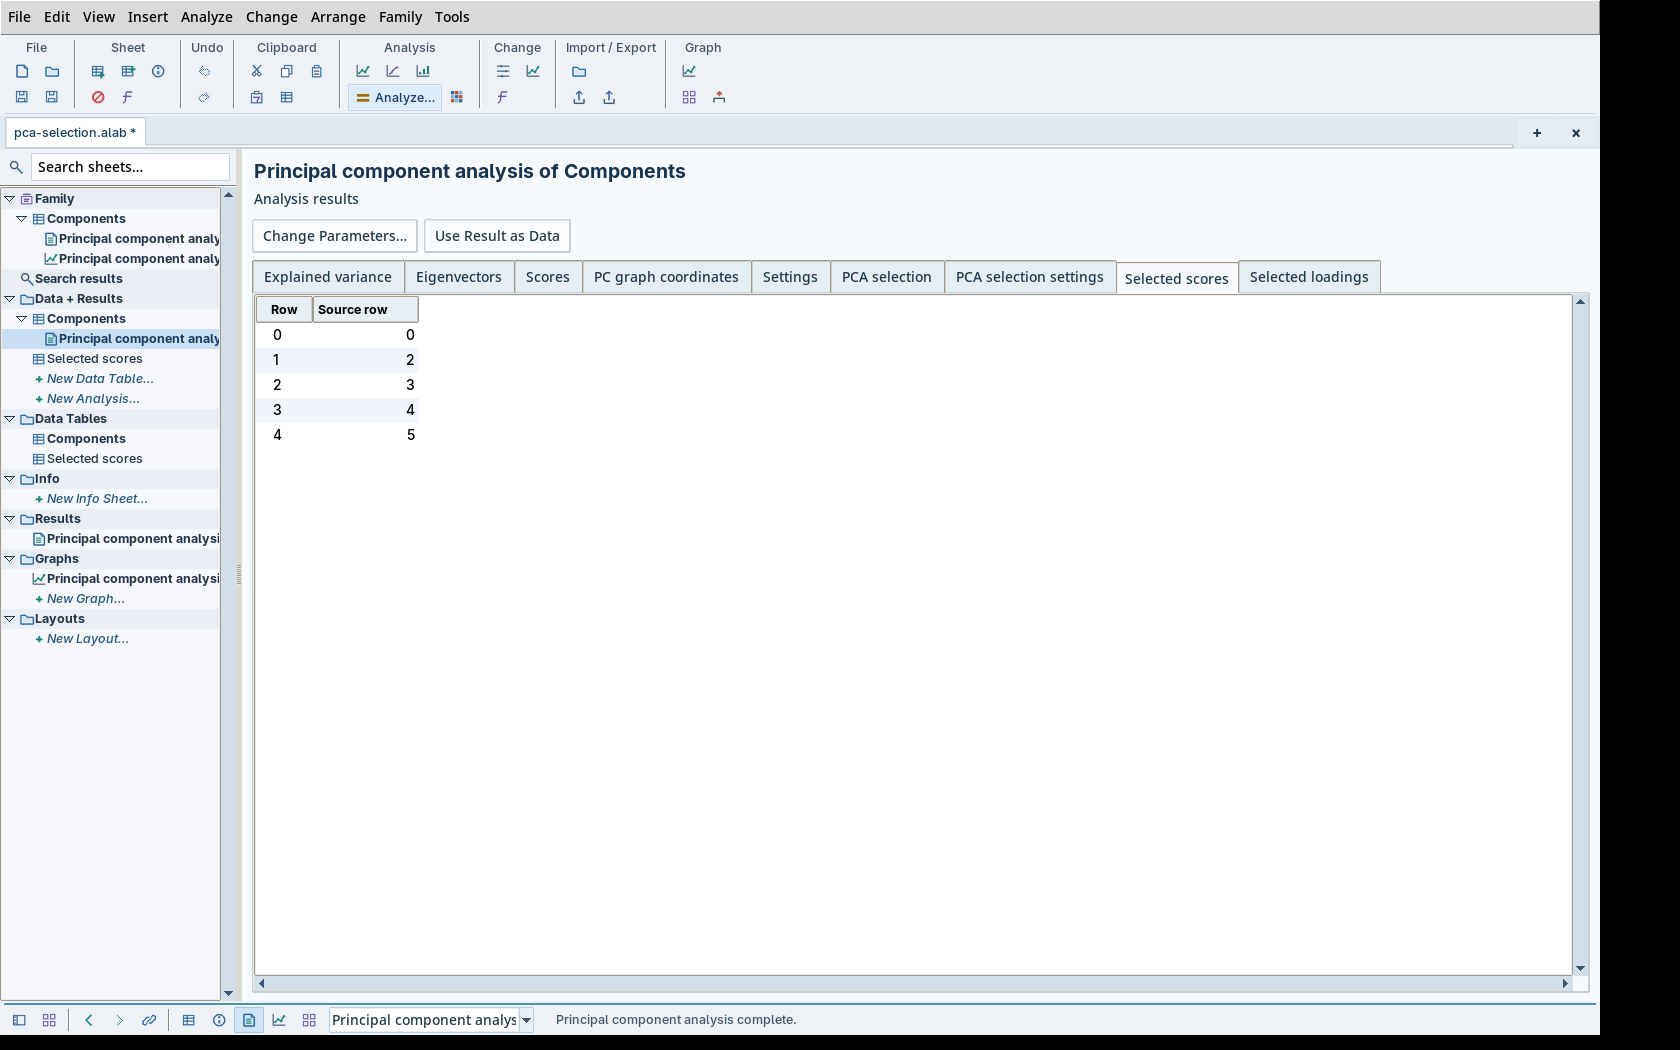 File Edit View Insert Analyze Change Arrange Family Tools
File Sheet Undo Clipboard Analysis Change Import / Export Graph
Analyze...
pca-selection.alab *
Search sheets...
Family
Components
Principal component analy
Principal component analy
Search results
Data + Results
Components
Principal component analy
Selected scores
New Data Table...
New Analysis...
Data Tables
Components
Selected scores
Info
New Info Sheet...
Results
Principal component analysi
Graphs
Principal component analysi
New Graph...
Layouts
New Layout...
Principal component analysis of Components
Analysis results
Change Parameters... Use Result as Data
Explained variance Eigenvectors Scores PC graph coordinates Settings PCA selection PCA selection settings Selected scores Selected loadings
Row Source row
0 0
1 2
2 3
3 4
4 5
Principal component analys Principal component analysis complete.